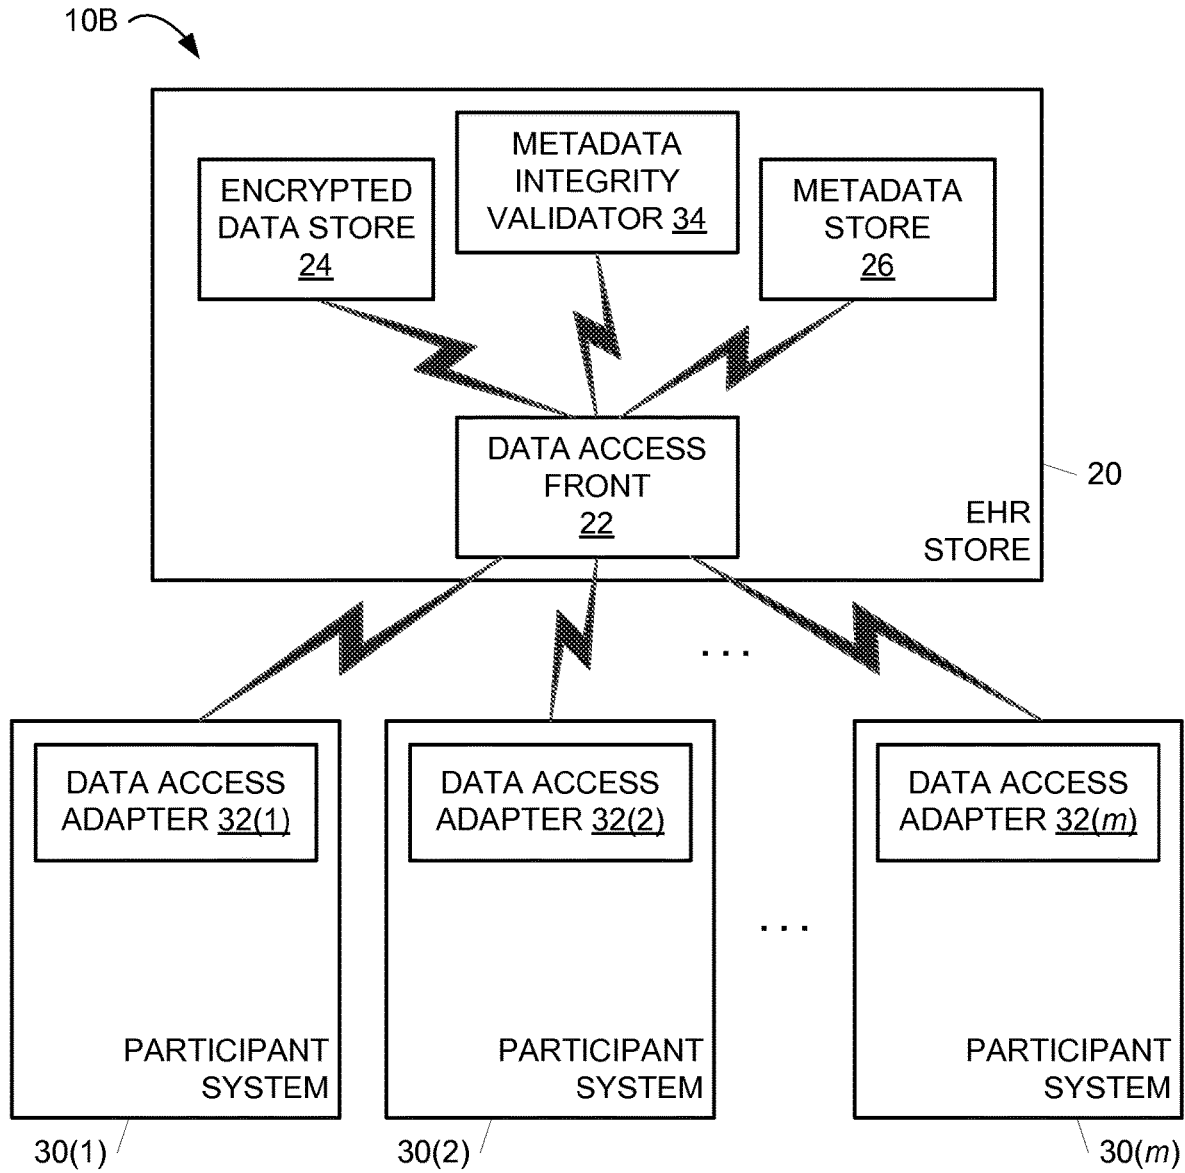 10B
METADATA
INTEGRITY
VALIDATOR 34
ENCRYPTED
DATA STORE
24
METADATA
STORE
26
DATA ACCESS
FRONT
22
20
EHR
STORE
. . .
DATA ACCESS
ADAPTER 32(1)
DATA ACCESS
ADAPTER 32(2)
DATA ACCESS
ADAPTER 32(m)
. . .
PARTICIPANT
SYSTEM
PARTICIPANT
SYSTEM
PARTICIPANT
SYSTEM
30(1)
30(2)
30(m)